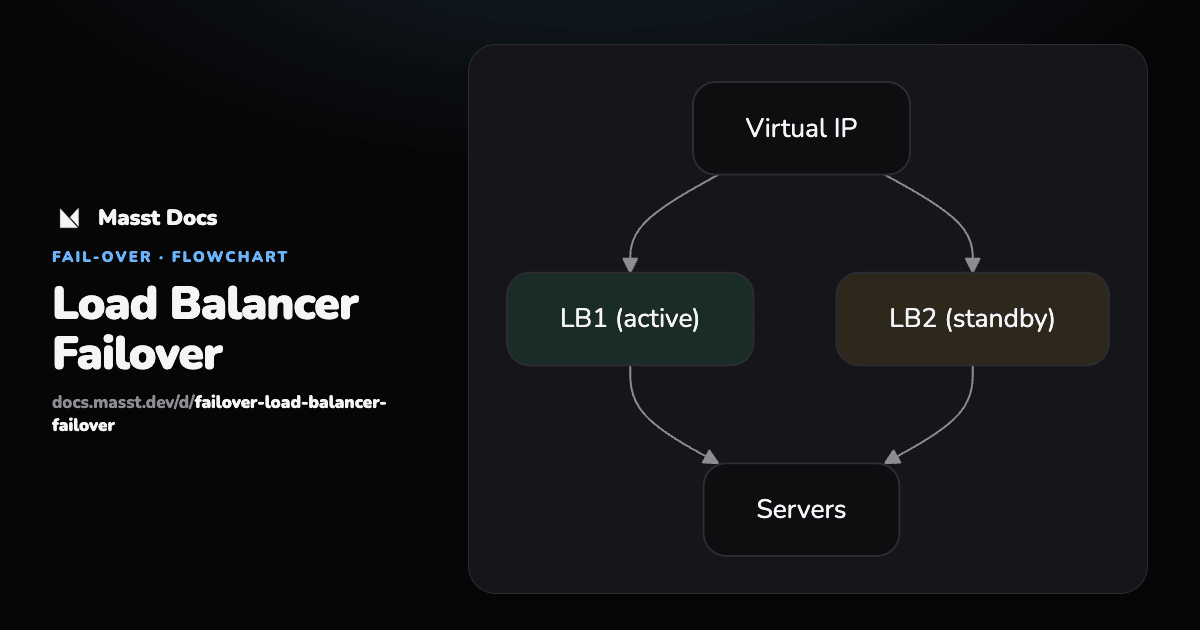 Masst Docs
FAIL-OVER · FLOWCHART
Load Balancer
Failover
docs.masst.dev/d/failover-load-balancer-
failover
Virtual IP
LB1 (active)
LB2 (standby)
Servers